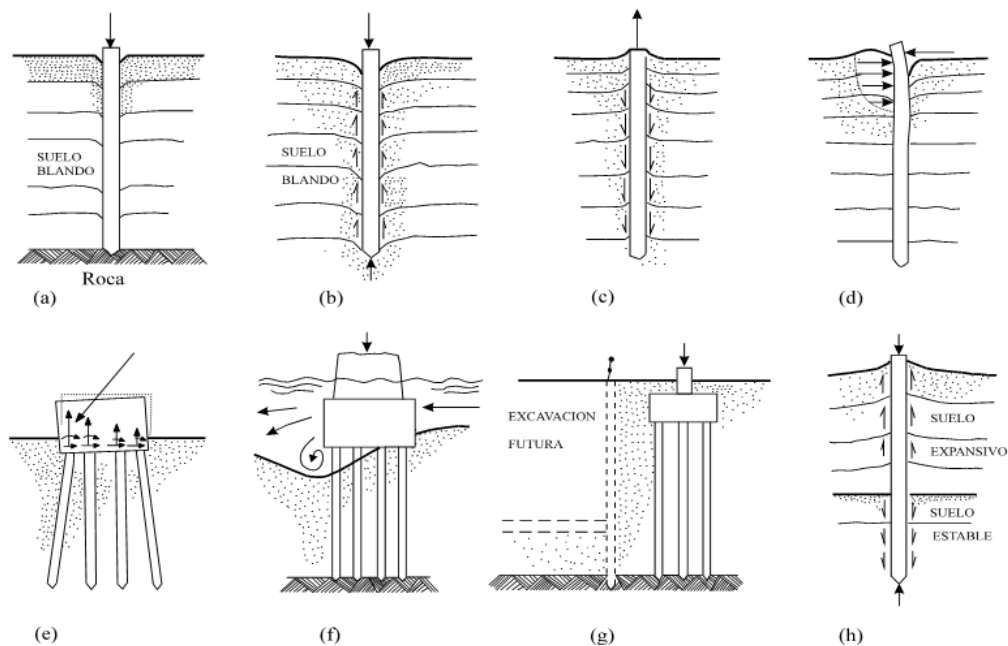 SUELO
BLANDO
Roca
(a)
SUELO
BLANDO
(b)
(c)
(d)
(e)
(f)
EXCAVACION
FUTURA
(g)
SUELO
EXPANSIVO
SUELO
ESTABLE
(h)